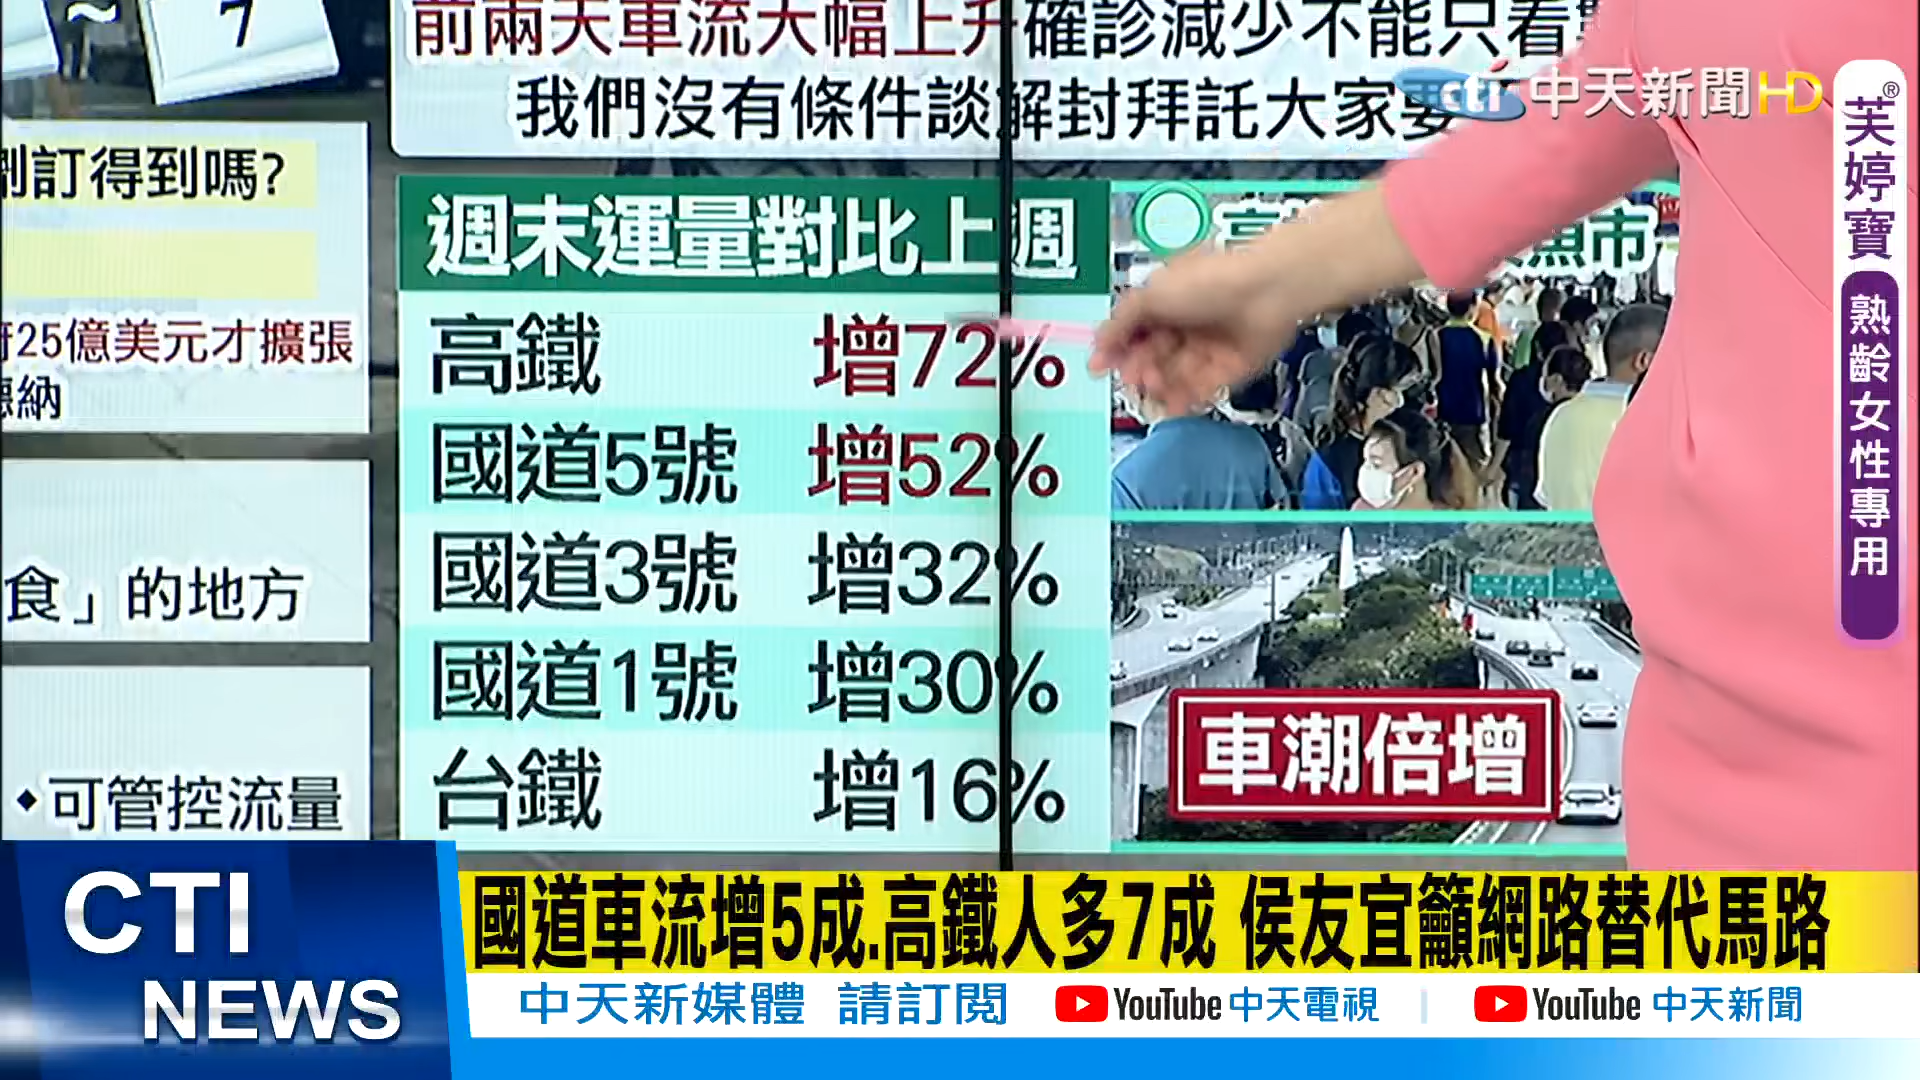 ~ 7
前兩天車流大幅上升確診減少不能只看
我們沒有條件談解封拜託大家要
cti 中天新聞HD
訂得到嗎?
25億美元才擴張
納
食」的地方
◆可管控流量
週末運量對比上週
高鐵 增72%
國道5號 增52%
國道3號 增32%
國道1號 增30%
台鐵 增16%
魚市
車潮倍增
芙婷寶®
熟齡女性專用
CTI
NEWS
國道車流增5成.高鐵人多7成 侯友宜籲網路替代馬路
中天新媒體 請訂閱 YouTube 中天電視 | YouTube 中天新聞